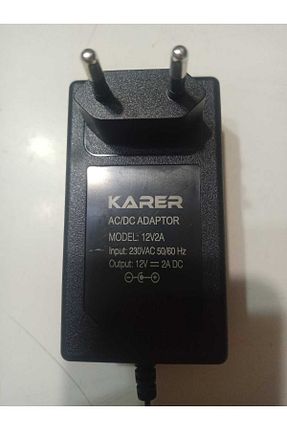 KARER
AC/DC ADAPTOR
MODEL: 12V2A
Input: 230VAC 50/60 Hz
Output: 12V ⎓ 2A DC